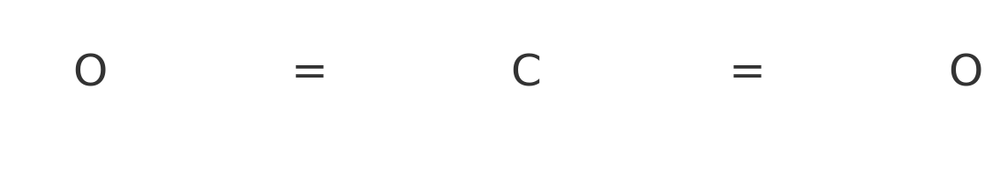 O = C = O